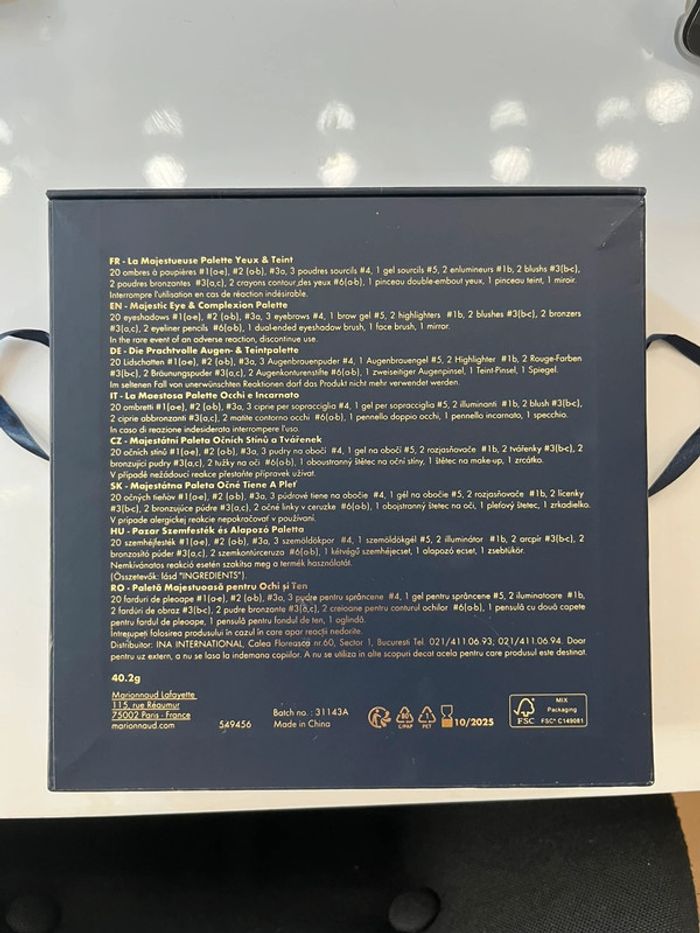 FR - La Majestueuse Palette Yeux & Teint
20 ombres à paupières #1(a-e), #2 (a-b), #3a, 3 poudres sourcils #4, 1 gel sourcils #5, 2 enlumineurs #1b, 2 blushs #3(b-c),
2 poudres bronzantes #3(a,c), 2 crayons contour des yeux #6(a-b), 1 pinceau double-embout yeux, 1 pinceau teint, 1 miroir.
Interrompre l'utilisation en cas de réaction indésirable.
EN - Majestic Eye & Complexion Palette
20 eyeshadows #1(a-e), #2 (a-b), #3a, 3 eyebrows #4, 1 brow gel #5, 2 highlighters #1b, 2 blushes #3(b-c), 2 bronzers
#3(a,c), 2 eyeliner pencils #6(a-b), 1 dual-ended eyeshadow brush, 1 face brush, 1 mirror.
In the rare event of an adverse reaction, discontinue use.
DE - Die Prachtvolle Augen- & Teintpalette
20 Lidschatten #1(a-e), #2 (a-b), #3a, 3 Augenbrauenpuder #4, 1 Augenbrauengel #5, 2 Highlighter #1b, 2 Rouge-Farben
#3(b-c), 2 Bräunungspuder #3(a,c), 2 Augenkonturenstifte #6(a-b), 1 zweiseitiger Augenpinsel, 1 Teint-Pinsel, 1 Spiegel.
Im seltenen Fall von unerwünschten Reaktionen darf das Produkt nicht mehr verwendet werden.
IT - La Maestosa Palette Occhi e Incarnato
20 ombretti #1(a-e), #2 (a-b), #3a, 3 ciprie per sopracciglia #4, 1 gel per sopracciglia #5, 2 illuminanti #1b, 2 blush #3(b-c),
2 ciprie abbronzanti #3(a,c), 2 matite contorno occhi #6(a-b), 1 pennello doppio occhi, 1 pennello incarnato, 1 specchio.
In caso di reazione indesiderata interrompere l'uso.
CZ - Majestátní Paleta Očních Stínů a Tvářenek
20 očních stínů #1(a-e), #2 (a-b), #3a, 3 pudry na obočí #4, 1 gel na obočí #5, 2 rozjasňovače #1b, 2 tvářenky #3(b-c), 2
bronzující pudry #3(a,c), 2 tužky na oči #6(a-b), 1 oboustranný štětec na oční stíny, 1 štětec na make-up, 1 zrcátko.
V případě nežádoucí reakce přestaňte přípravek užívat.
SK - Majestátna Paleta Očné Tiene A Pleť
20 očných tieňov #1(a-e), #2 (a-b), #3a, 3 púdrové tiene na obočie #4, 1 gél na obočie #5, 2 rozjasňovače #1b, 2 lícenky
#3(b-c), 2 bronzujúce púdre #3(a,c), 2 očné linky v ceruzke #6(a-b), 1 obojstranný štetec na oči, 1 pleťový štetec, 1 zrkadielko.
V prípade alergickej reakcie nepokračovať v používaní.
HU - Pazar Szemfesték és Alapozó Paletta
20 szemhéjfesték #1(a-e), #2 (a-b), #3a, 3 szemöldökpor #4, 1 szemöldökgél #5, 2 illuminátor #1b, 2 arcpír #3(b-c), 2
bronzosító púder #3(a,c), 2 szemkontúrceruza #6(a-b), 1 kétvégű szemhéjecset, 1 alapozó ecset, 1 zsebtükör.
Nemkívánatos reakció esetén szakítsa meg a termék használatát.
(Összetevők: lásd "INGREDIENTS").
RO - Paletă Majestuoasă pentru Ochi și Ten
20 farduri de pleoape #1(a-e), #2 (a-b), #3a, 3 pudre pentru sprâncene #4, 1 gel pentru sprâncene #5, 2 iluminatoare #1b,
2 farduri de obraz #3(b-c), 2 pudre bronzante #3(a,c), 2 creioane pentru conturul ochilor #6(a-b), 1 pensulă cu două capete
pentru fardul de pleoape, 1 pensulă pentru fondul de ten, 1 oglindă.
Întrerupeți folosirea produsului în cazul în care apar reacții nedorite.
Distribuitor: INA INTERNATIONAL, Calea Floreasca nr.60, Sector 1, Bucuresti Tel. 021/411.06.93; 021/411.06.94. Doar
pentru uz extern, a nu se lasa la indemana copiilor. A nu se utiliza in alte scopuri decat acela pentru care produsul este destinat.
40.2g
Marionnaud Lafayette
115, rue Réaumur
75002 Paris - France
marionnaud.com
549456
Batch no. : 31143A
Made in China
80
C/PAP
1
PET
10/2025
FSC
MIX
Packaging
FSC® C149081